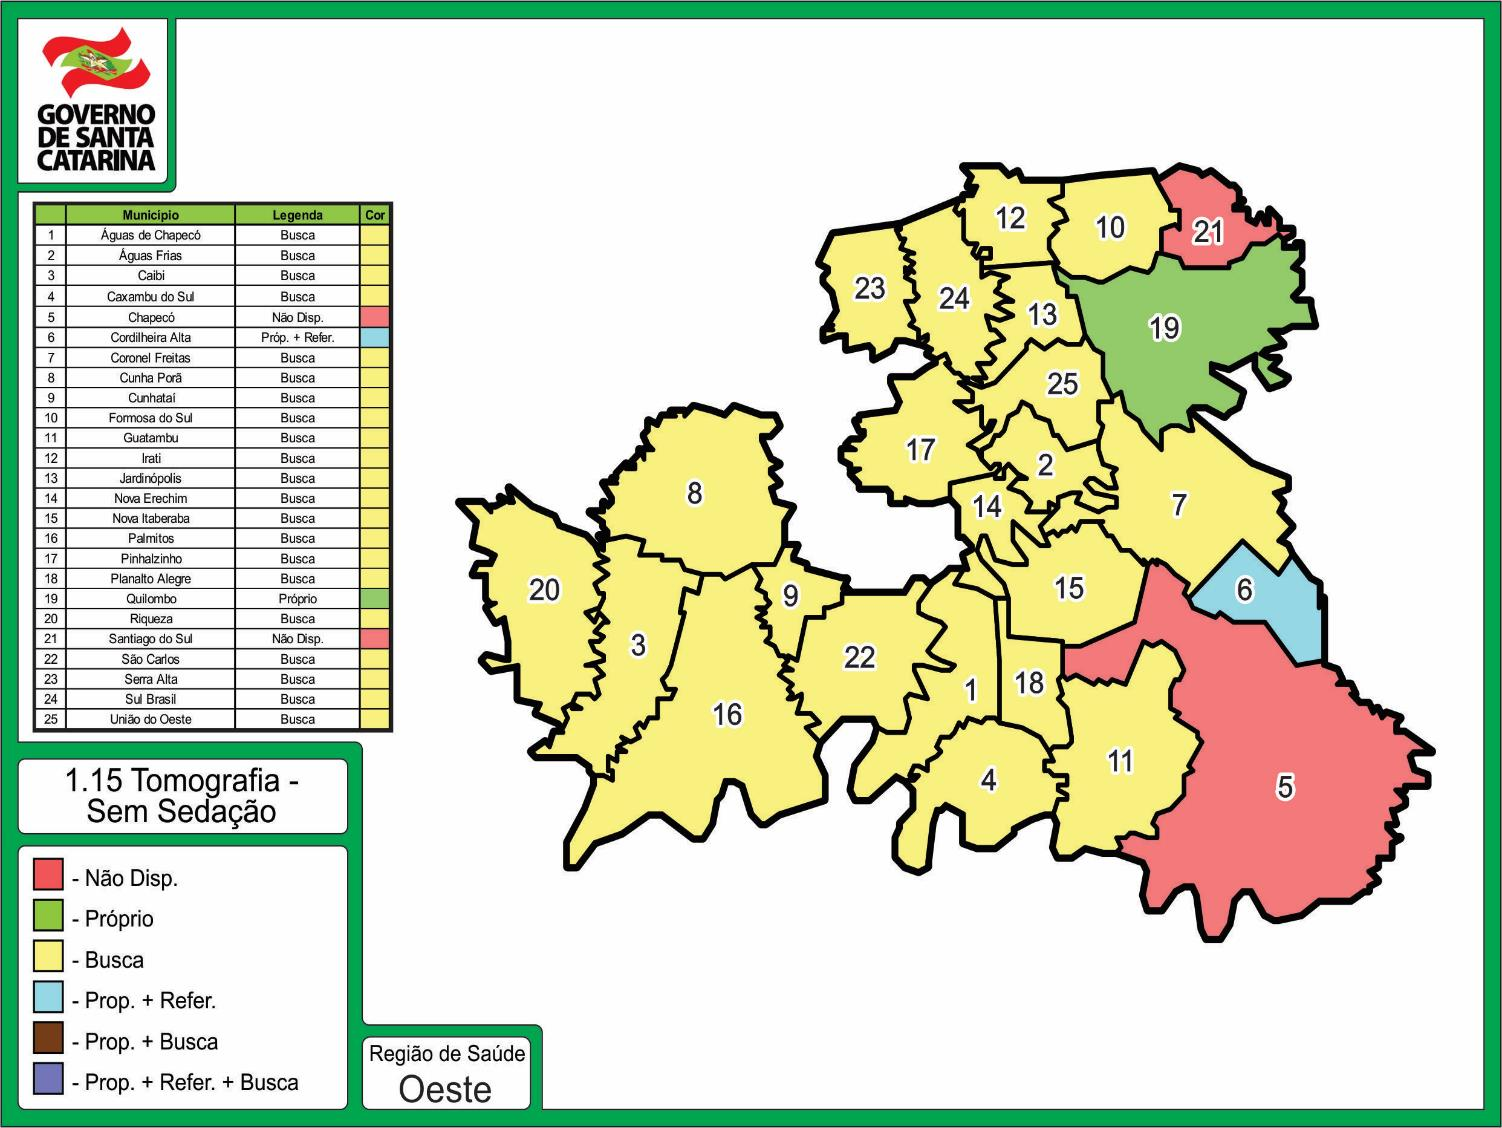 GOVERNO
DE SANTA
CATARINA
Município Legenda Cor
1 Águas de Chapecó Busca
2 Águas Frias Busca
3 Caibi Busca
4 Caxambu do Sul Busca
5 Chapecó Não Disp.
6 Cordilheira Alta Próp. + Refer.
7 Coronel Freitas Busca
8 Cunha Porã Busca
9 Cunhataí Busca
10 Formosa do Sul Busca
11 Guatambu Busca
12 Irati Busca
13 Jardinópolis Busca
14 Nova Erechim Busca
15 Nova Itaberaba Busca
16 Palmitos Busca
17 Pinhalzinho Busca
18 Planalto Alegre Busca
19 Quilombo Próprio
20 Riqueza Busca
21 Santiago do Sul Não Disp.
22 São Carlos Busca
23 Serra Alta Busca
24 Sul Brasil Busca
25 União do Oeste Busca
1.15 Tomografia -
Sem Sedação
- Não Disp.
- Próprio
- Busca
- Prop. + Refer.
- Prop. + Busca
- Prop. + Refer. + Busca
Região de Saúde
Oeste
12
10
21
23
24
13
19
25
17
2
8
14
7
20
9
15
6
3
22
1
18
16
4
11
5